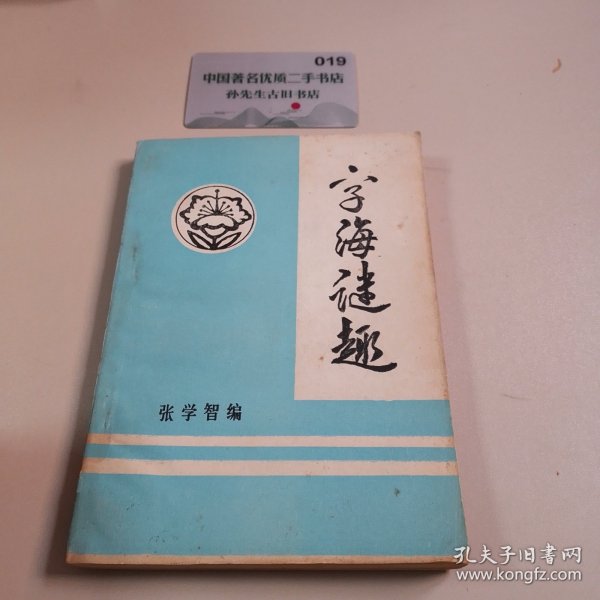 019
中国著名优质二手书店
孙先生古旧书店
字海谜趣
张学智编
孔夫子旧书网
www.kongfz.com